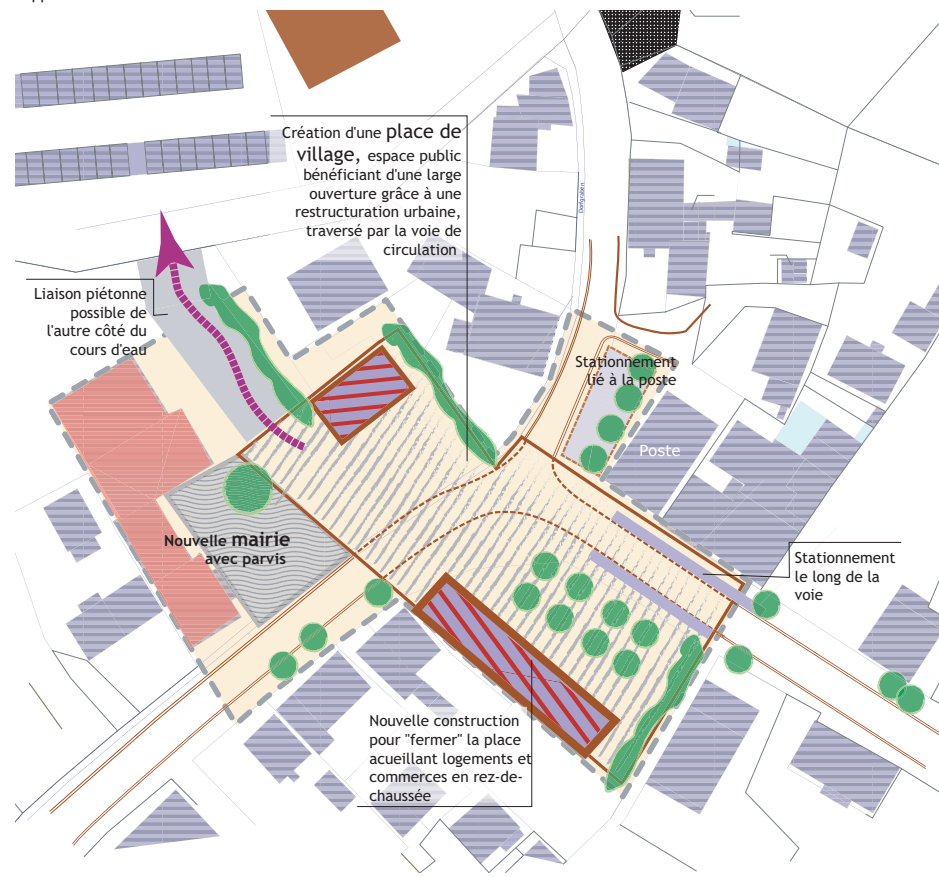 Création d'une place de
village, espace public
bénéficiant d'une large
ouverture grâce à une
restructuration urbaine,
traversé par la voie de
circulation
Dorfgraben
Liaison piétonne
possible de
l'autre côté du
cours d'eau
Stationnement
lié à la poste
Poste
Nouvelle mairie
avec parvis
Stationnement
le long de la
voie
Nouvelle construction
pour "fermer" la place
acueillant logements et
commerces en rez-de-
chaussée